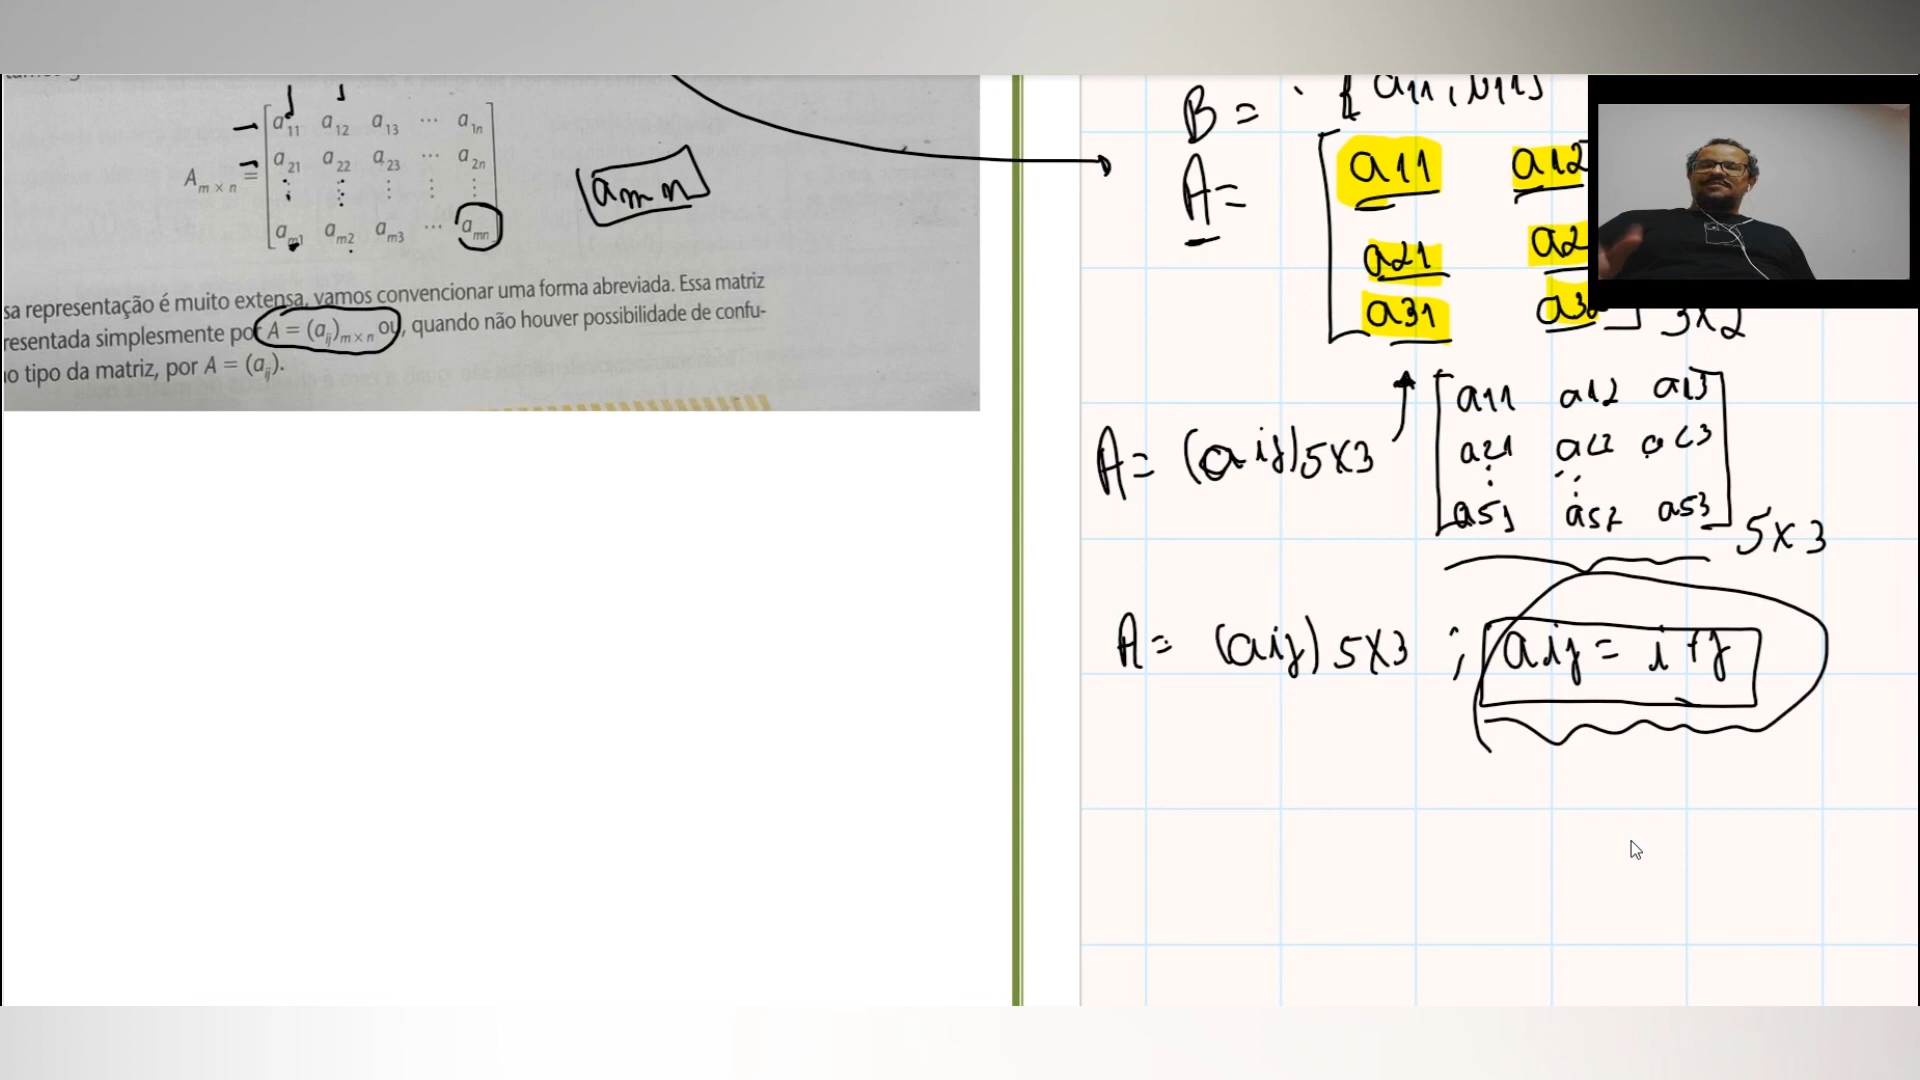 A m × n = [ a11 a12 a13 ... a1n
a21 a22 a23 ... a2n
⋮ ⋮ ⋮ ⋮ ⋮
am1 am2 am3 ... amn ]
amn
sa representação é muito extensa, vamos convencionar uma forma abreviada. Essa matriz
resentada simplesmente por A = (aij)m × n ou, quando não houver possibilidade de confu-
o tipo da matriz, por A = (aij).
B =
A = [ a11 a12
a21
a31
3x2
A = (aij) 5x3
[ a11 a12 a13
a21 a22 a23
⋮ ⋮
a51 a52 a53 ] 5x3
A = (aij) 5x3 ; aij = i + j